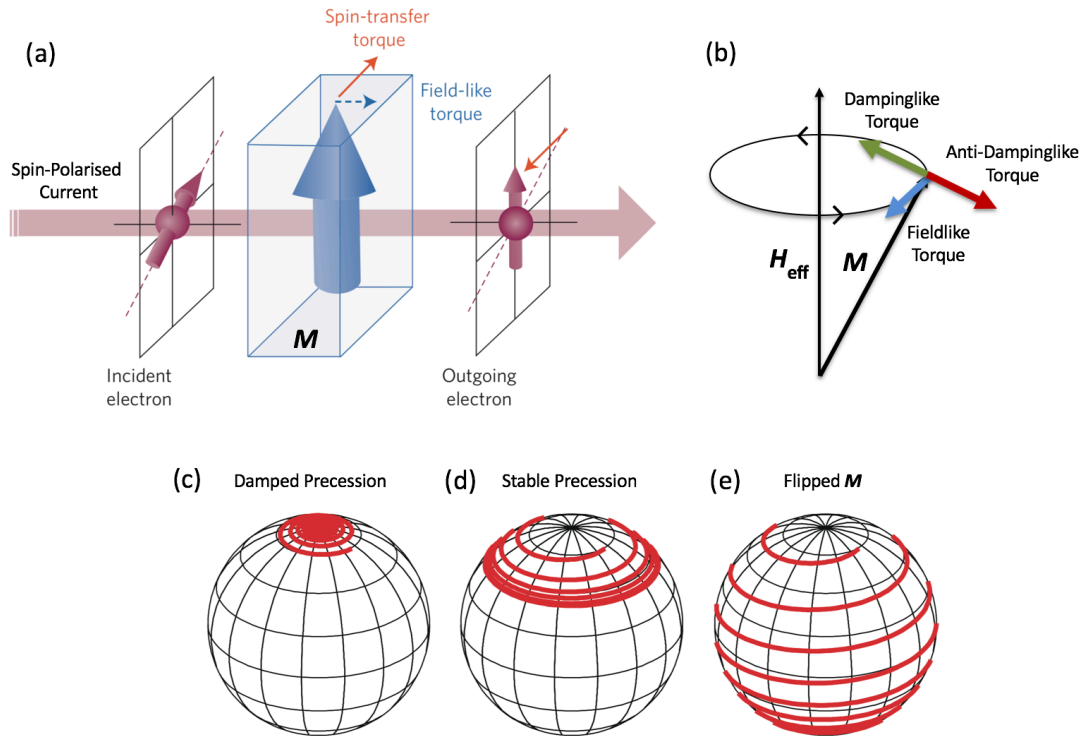 (a)
Spin-transfer
torque
Field-like
torque
Spin-Polarised
Current
M
Incident
electron
Outgoing
electron
(b)
Dampinglike
Torque
Anti-Dampinglike
Torque
Fieldlike
Torque
Heff
M
(c) Damped Precession
(d) Stable Precession
(e) Flipped M